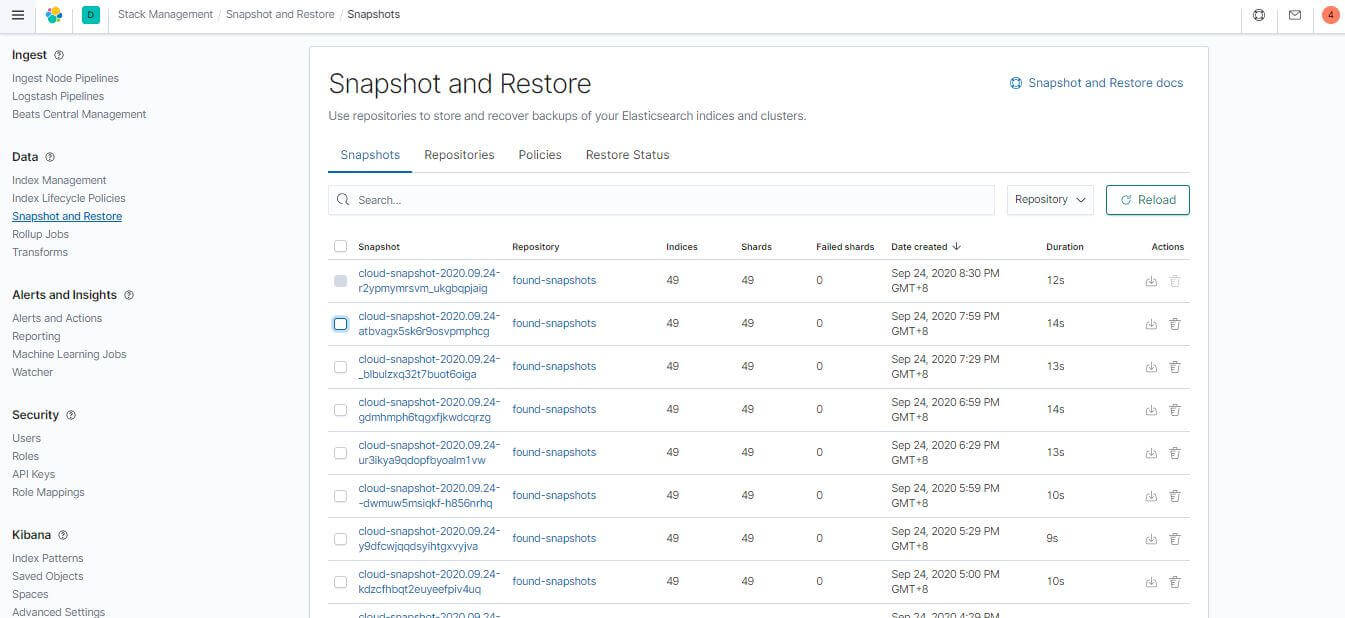 D
Stack Management / Snapshot and Restore / Snapshots
4
Ingest
Ingest Node Pipelines
Logstash Pipelines
Beats Central Management
Data
Index Management
Index Lifecycle Policies
Snapshot and Restore
Rollup Jobs
Transforms
Alerts and Insights
Alerts and Actions
Reporting
Machine Learning Jobs
Watcher
Security
Users
Roles
API Keys
Role Mappings
Kibana
Index Patterns
Saved Objects
Spaces
Advanced Settings
Snapshot and Restore
Snapshot and Restore docs
Use repositories to store and recover backups of your Elasticsearch indices and clusters.
Snapshots Repositories Policies Restore Status
Search... Repository Reload
Snapshot Repository Indices Shards Failed shards Date created Duration Actions
cloud-snapshot-2020.09.24-
r2ypmymrsvm_ukgbqpjaig
found-snapshots 49 49 0
Sep 24, 2020 8:30 PM
GMT+8
12s
cloud-snapshot-2020.09.24-
atbvagx5sk6r9osvpmphcg
found-snapshots 49 49 0
Sep 24, 2020 7:59 PM
GMT+8
14s
cloud-snapshot-2020.09.24-
_blbulzxq32t7buot6oiga
found-snapshots 49 49 0
Sep 24, 2020 7:29 PM
GMT+8
13s
cloud-snapshot-2020.09.24-
gdmhmph6tqgxfjkwdcqrzg
found-snapshots 49 49 0
Sep 24, 2020 6:59 PM
GMT+8
14s
cloud-snapshot-2020.09.24-
ur3ikya9qdopfbyoalm1vw
found-snapshots 49 49 0
Sep 24, 2020 6:29 PM
GMT+8
13s
cloud-snapshot-2020.09.24-
-dwmuw5msiqkf-h856nrhq
found-snapshots 49 49 0
Sep 24, 2020 5:59 PM
GMT+8
10s
cloud-snapshot-2020.09.24-
y9dfcwjqqdsyihtgxvyjva
found-snapshots 49 49 0
Sep 24, 2020 5:29 PM
GMT+8
9s
cloud-snapshot-2020.09.24-
kdzcfhbqt2euyeefpiv4uq
found-snapshots 49 49 0
Sep 24, 2020 5:00 PM
GMT+8
10s
cloud-snapshot-2020.09.24-
Sep 24, 2020 4:29 PM